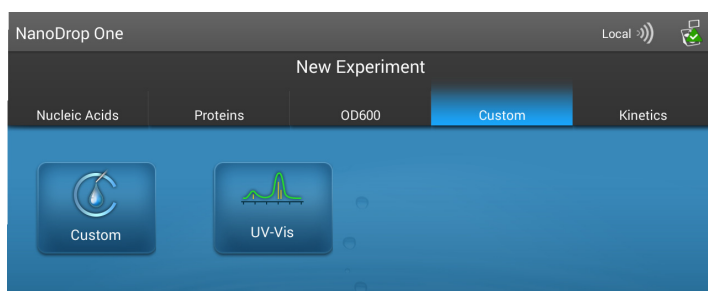 NanoDrop One Local
New Experiment
Nucleic Acids Proteins OD600 Custom Kinetics
Custom UV-Vis